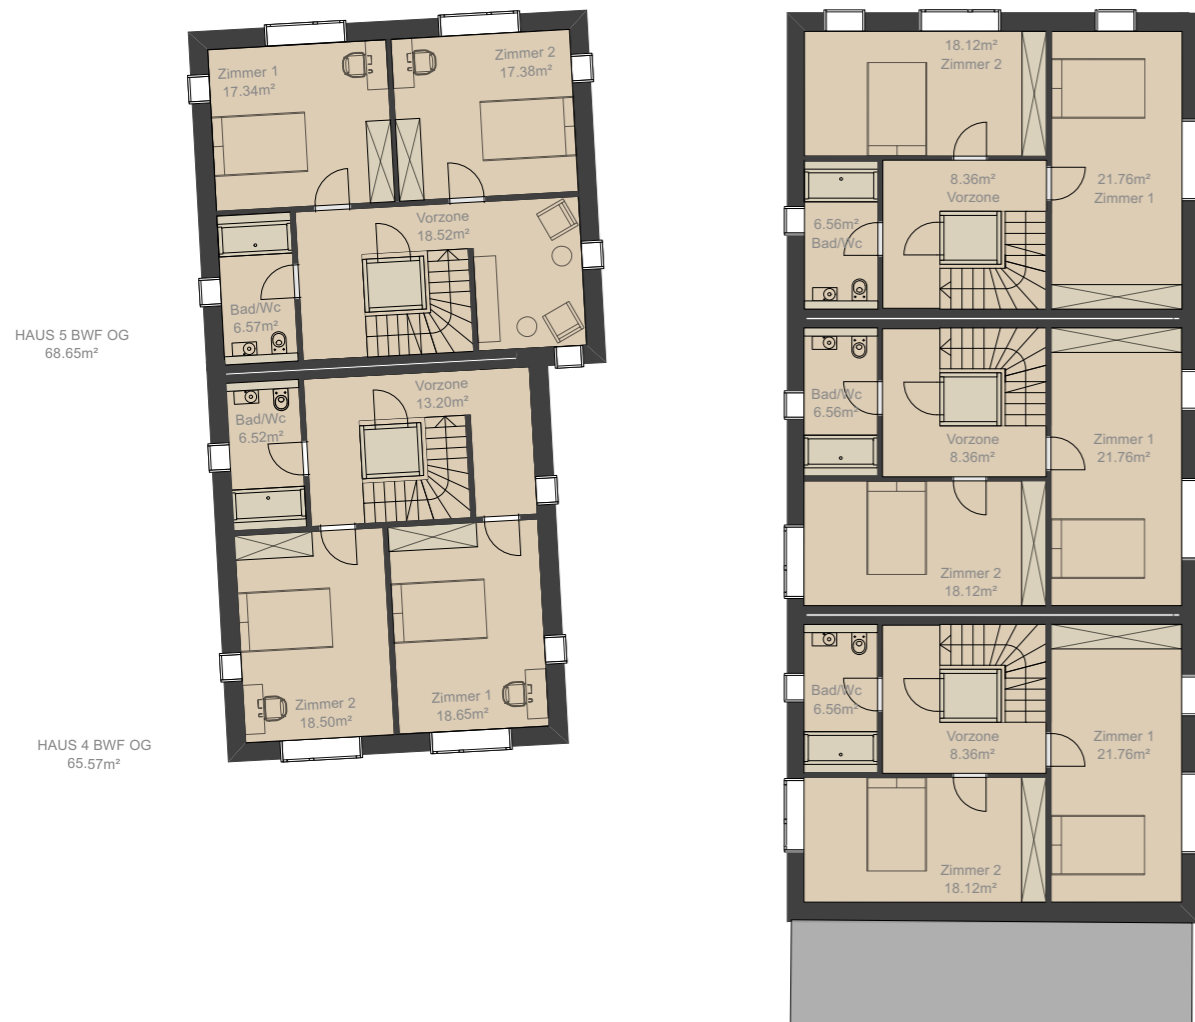 Zimmer 1
17.34m²
Zimmer 2
17.38m²
Vorzone
18.52m²
Bad/Wc
6.57m²
HAUS 5 BWF OG
68.65m²
Vorzone
13.20m²
Bad/Wc
6.52m²
Zimmer 2
18.50m²
Zimmer 1
18.65m²
HAUS 4 BWF OG
65.57m²
18.12m²
Zimmer 2
8.36m²
Vorzone
21.76m²
Zimmer 1
6.56m²
Bad/Wc
Bad/Wc
6.56m²
Vorzone
8.36m²
Zimmer 1
21.76m²
Zimmer 2
18.12m²
Bad/Wc
6.56m²
Vorzone
8.36m²
Zimmer 1
21.76m²
Zimmer 2
18.12m²